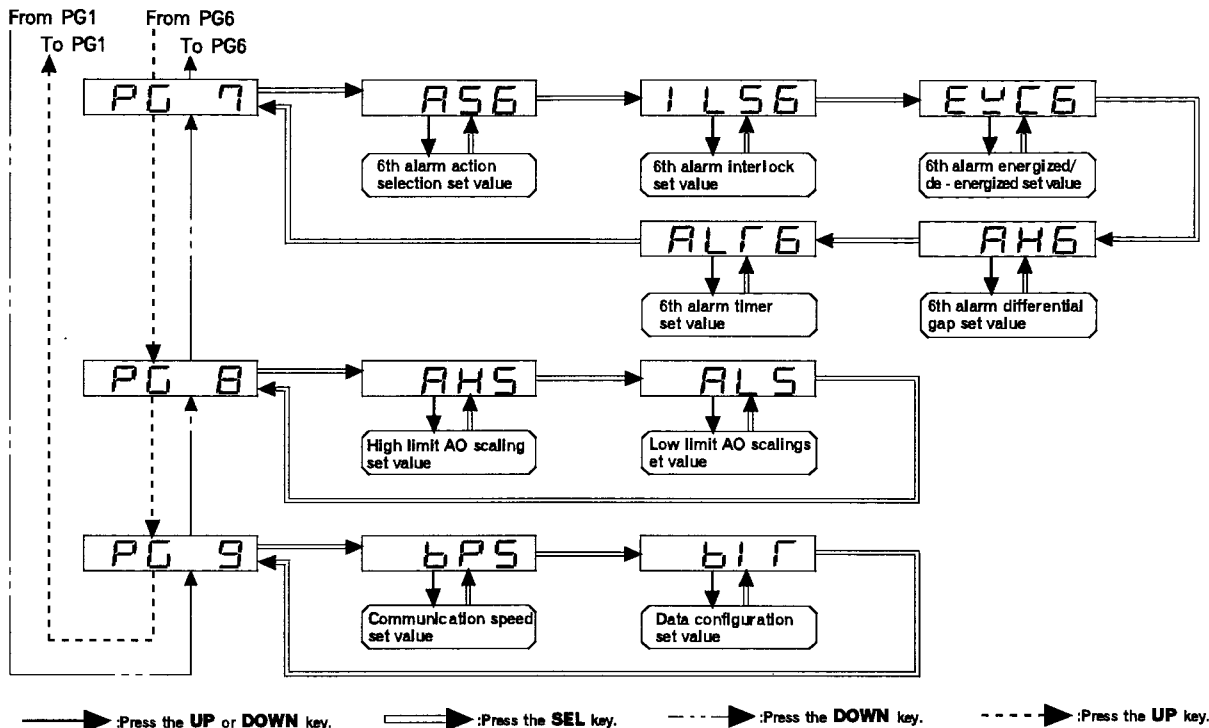 From PG1
From PG6
To PG1
To PG6
PG 7
AS6
ILS6
EVC6
6th alarm action
selection set value
6th alarm interlock
set value
6th alarm energized/
de - energized set value
ALT6
AH6
6th alarm timer
set value
6th alarm differential
gap set value
PG 8
AHS
ALS
High limit AO scaling
set value
Low limit AO scalings
et value
PG 9
bPS
bIT
Communication speed
set value
Data configuration
set value
:Press the UP or DOWN key.
:Press the SEL key.
:Press the DOWN key.
:Press the UP key.